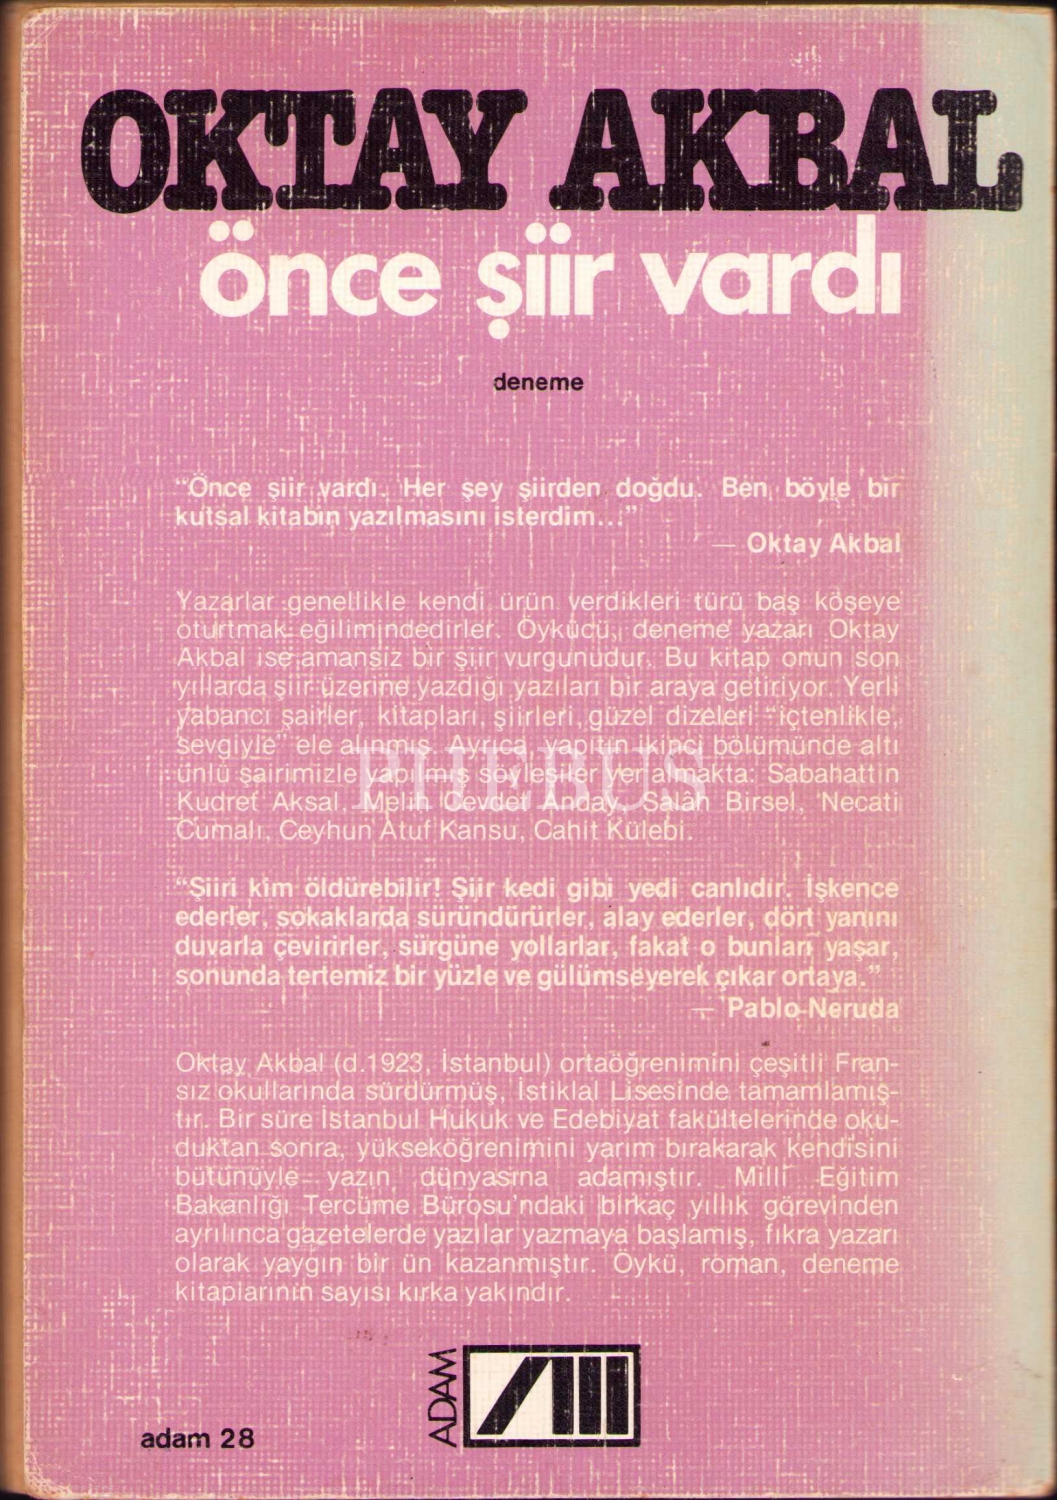 OKTAY AKBAL
önce şiir vardı
deneme
“Önce şiir vardı. Her şey şiirden doğdu. Ben böyle bir
kutsal kitabın yazılmasını isterdim...”
— Oktay Akbal
Yazarlar genellikle kendi ürün verdikleri türü baş köşeye
oturtmak eğilimindedirler. Öykücü, deneme yazarı Oktay
Akbal ise amansız bir şiir vurgunudur. Bu kitap onun son
yıllarda şiir üzerine yazdığı yazıları bir araya getiriyor. Yerli
yabancı şairler, kitapları, şiirleri, güzel dizeleri “içtenlikle,
sevgiyle” ele alınmış. Ayrıca, yapıtın ikinci bölümünde altı
ünlü şairimizle yapılmış söyleşiler yer almakta: Sabahattin
Kudret Aksal, Melih Cevdet Anday, Salâh Birsel, Necati
Cumalı, Ceyhun Atuf Kansu, Cahit Külebi.
PHEBUS
“Şiiri kim öldürebilir! Şiir kedi gibi yedi canlıdır. İşkence
ederler, sokaklarda süründürürler, alay ederler, dört yanını
duvarla çevirirler, sürgüne yollarlar, fakat o bunları yaşar,
sonunda tertemiz bir yüzle ve gülümseyerek çıkar ortaya.”
— Pablo Neruda
Oktay Akbal (d.1923, İstanbul) ortaöğrenimini çeşitli Fran-
sız okullarında sürdürmüş, İstiklal Lisesinde tamamlamış-
tır. Bir süre İstanbul Hukuk ve Edebiyat fakültelerinde oku-
duktan sonra, yükseköğrenimini yarım bırakarak kendisini
bütünüyle yazın dünyasına adamıştır. Milli Eğitim
Bakanlığı Tercüme Bürosu'ndaki birkaç yıllık görevinden
ayrılınca gazetelerde yazılar yazmaya başlamış, fıkra yazarı
olarak yaygın bir ün kazanmıştır. Öykü, roman, deneme
kitaplarının sayısı kırka yakındır.
ADAM
adam 28